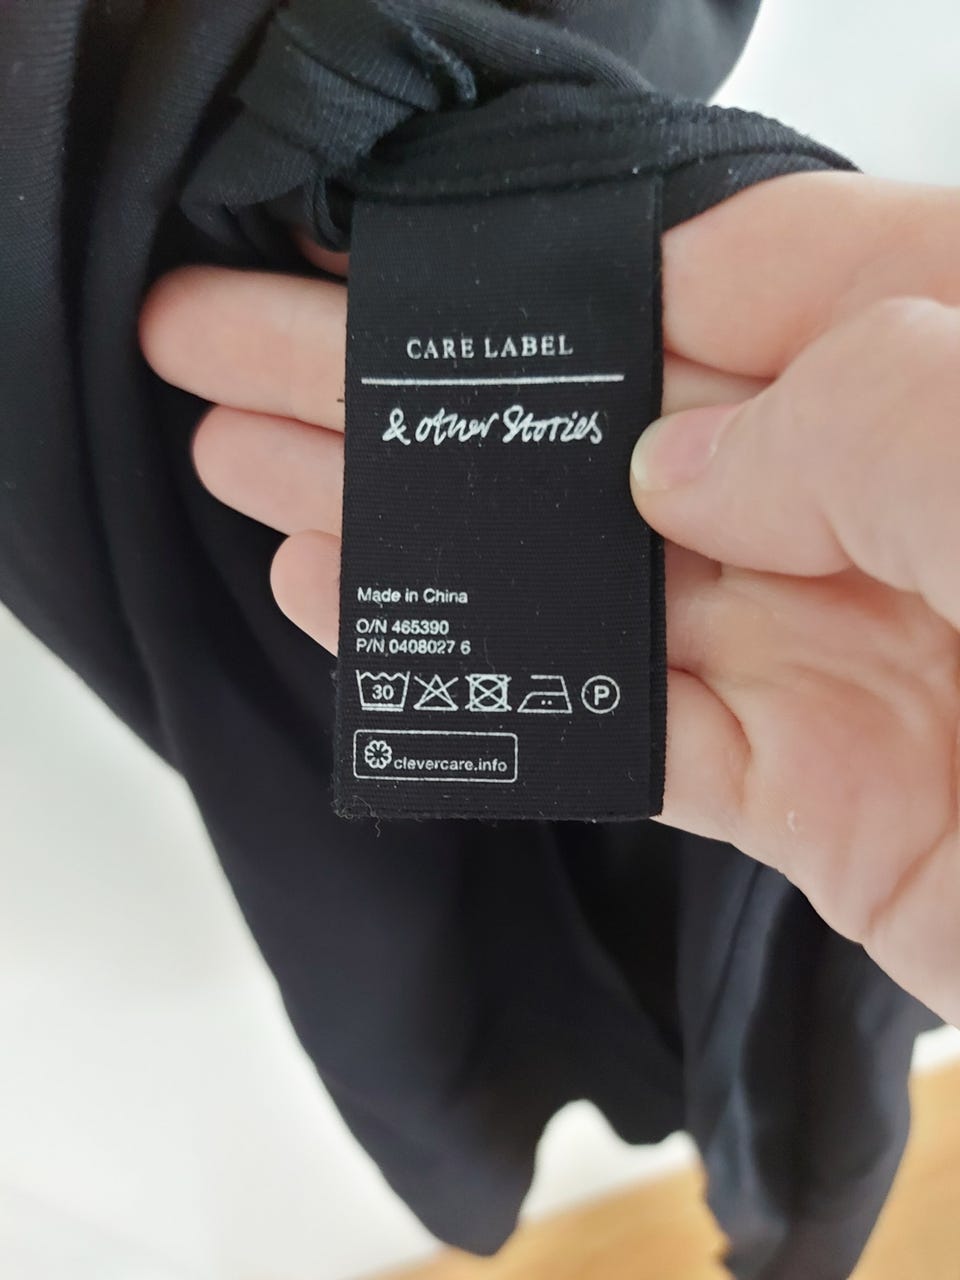 CARE LABEL
& other Stories
Made in China
O/N 465390
P/N 0408027 6
30 P
clevercare.info